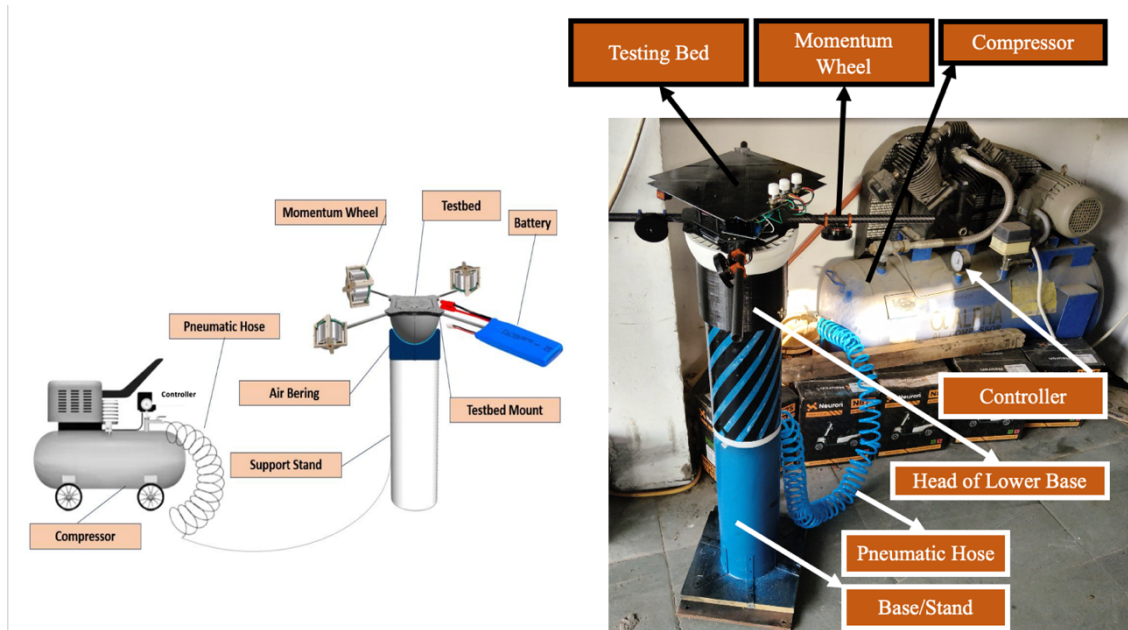 Testing Bed
Momentum
Wheel
Compressor
Momentum Wheel
Testbed
Battery
Pneumatic Hose
Controller
Air Bering
Testbed Mount
Support Stand
Compressor
Neuron
Controller
Head of Lower Base
Pneumatic Hose
Base/Stand